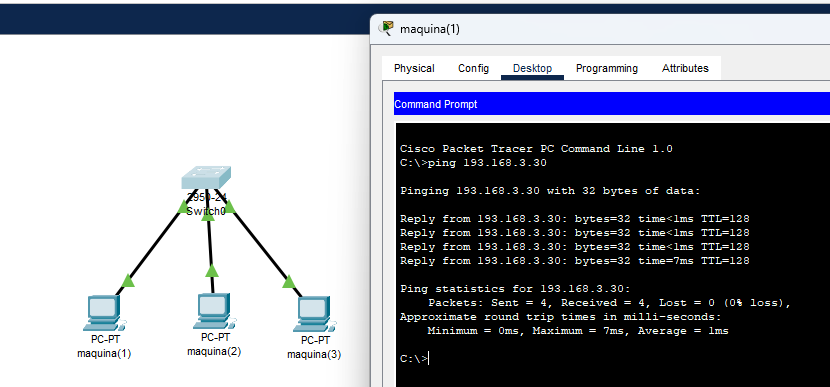 maquina(1)
Physical Config Desktop Programming Attributes
Command Prompt
Cisco Packet Tracer PC Command Line 1.0
C:\>ping 193.168.3.30
Pinging 193.168.3.30 with 32 bytes of data:
Reply from 193.168.3.30: bytes=32 time<1ms TTL=128
Reply from 193.168.3.30: bytes=32 time<1ms TTL=128
Reply from 193.168.3.30: bytes=32 time<1ms TTL=128
Reply from 193.168.3.30: bytes=32 time=7ms TTL=128
Ping statistics for 193.168.3.30:
Packets: Sent = 4, Received = 4, Lost = 0 (0% loss),
Approximate round trip times in milli-seconds:
Minimum = 0ms, Maximum = 7ms, Average = 1ms
C:\>
2950-24
Switch0
PC-PT
maquina(1)
PC-PT
maquina(2)
PC-PT
maquina(3)